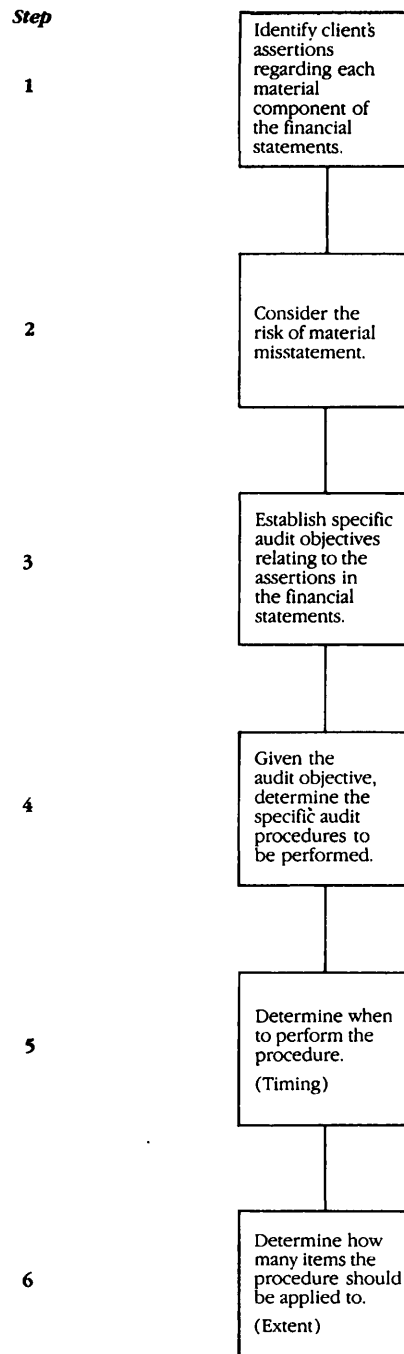 Step
1
Identify client's
assertions
regarding each
material
component of
the financial
statements.
2
Consider the
risk of material
misstatement.
3
Establish specific
audit objectives
relating to the
assertions in
the financial
statements.
4
Given the
audit objective,
determine the
specific audit
procedures to
be performed.
5
Determine when
to perform the
procedure.
(Timing)
6
Determine how
many items the
procedure should
be applied to.
(Extent)